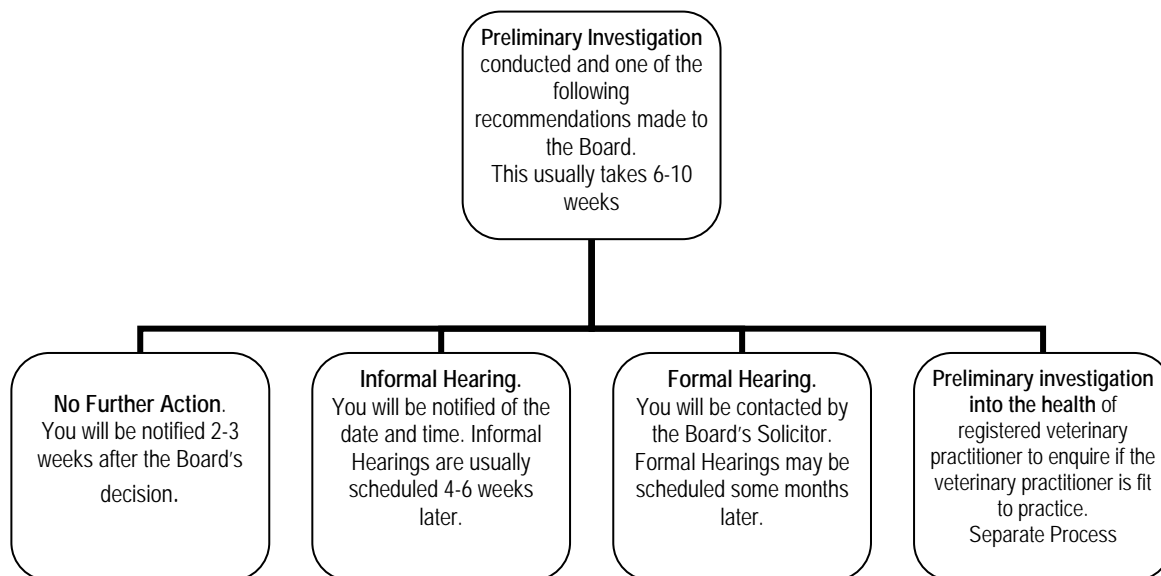 Preliminary Investigation
conducted and one of the
following
recommendations made to
the Board.
This usually takes 6-10
weeks
No Further Action.
You will be notified 2-3
weeks after the Board's
decision.
Informal Hearing.
You will be notified of the
date and time. Informal
Hearings are usually
scheduled 4-6 weeks
later.
Formal Hearing.
You will be contacted by
the Board's Solicitor.
Formal Hearings may be
scheduled some months
later.
Preliminary investigation
into the health of
registered veterinary
practitioner to enquire if the
veterinary practitioner is fit
to practice.
Separate Process